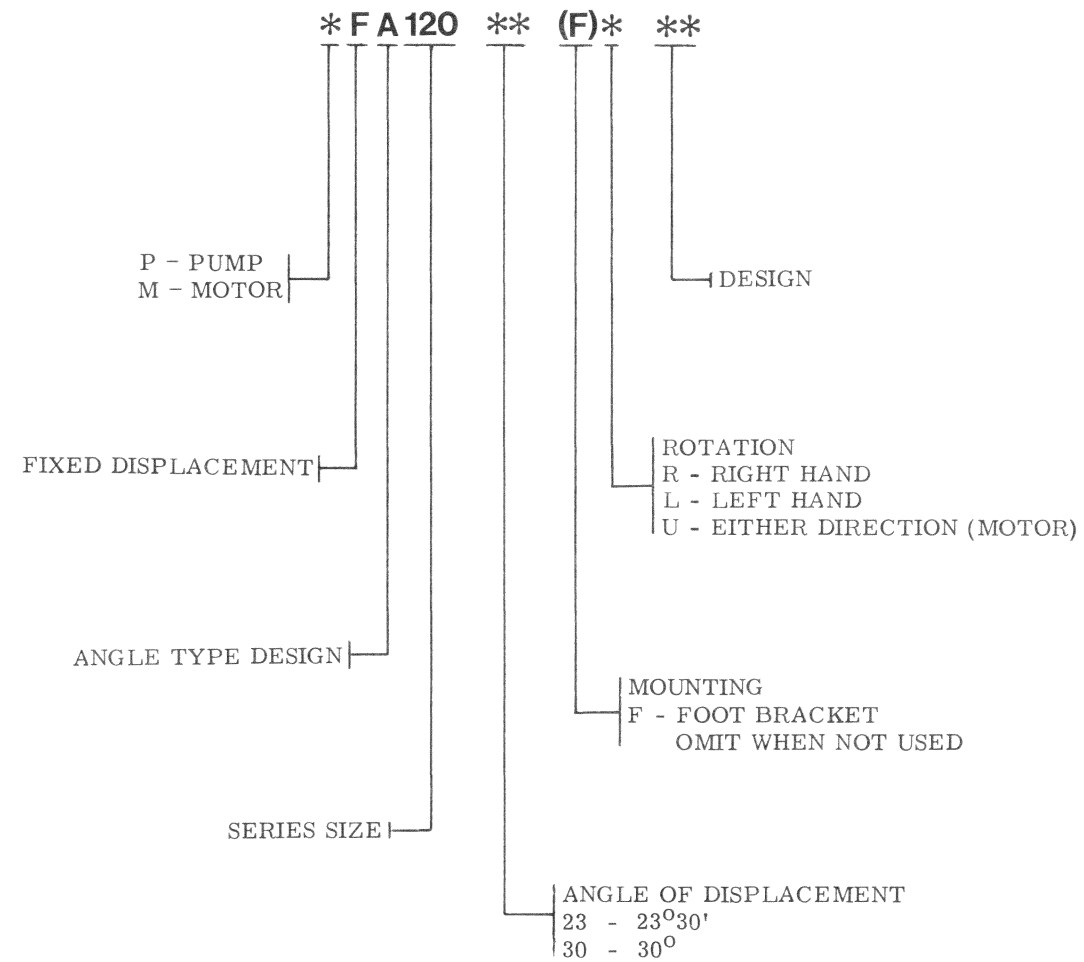 *FA120 ** (F)* **
P - PUMP
M - MOTOR
DESIGN
FIXED DISPLACEMENT
ROTATION
R - RIGHT HAND
L - LEFT HAND
U - EITHER DIRECTION (MOTOR)
ANGLE TYPE DESIGN
MOUNTING
F - FOOT BRACKET
OMIT WHEN NOT USED
SERIES SIZE
ANGLE OF DISPLACEMENT
23 - 23°30'
30 - 30°